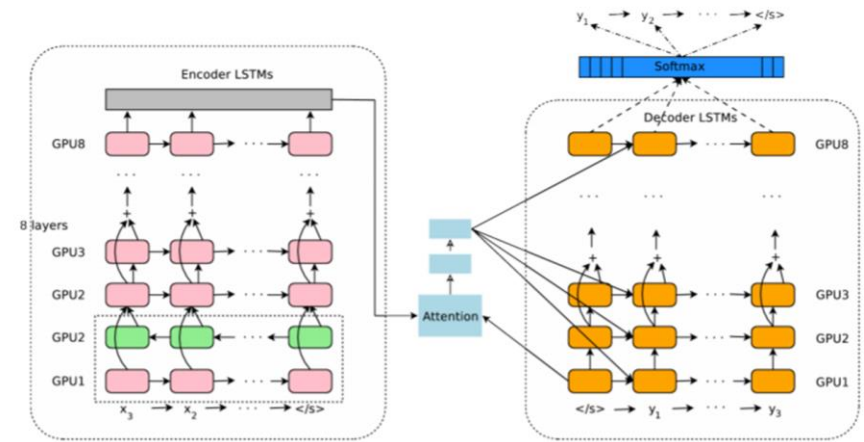 y1 y2 ... </s>
Softmax
Encoder LSTMs
Decoder LSTMs
GPU8
GPU8
... ... ...
+ + +
8 layers
GPU3
GPU2
GPU2
GPU1
x3 x2 ... </s>
Attention
... ... ...
+ + +
GPU3
GPU2
GPU1
</s> y1 ... y3